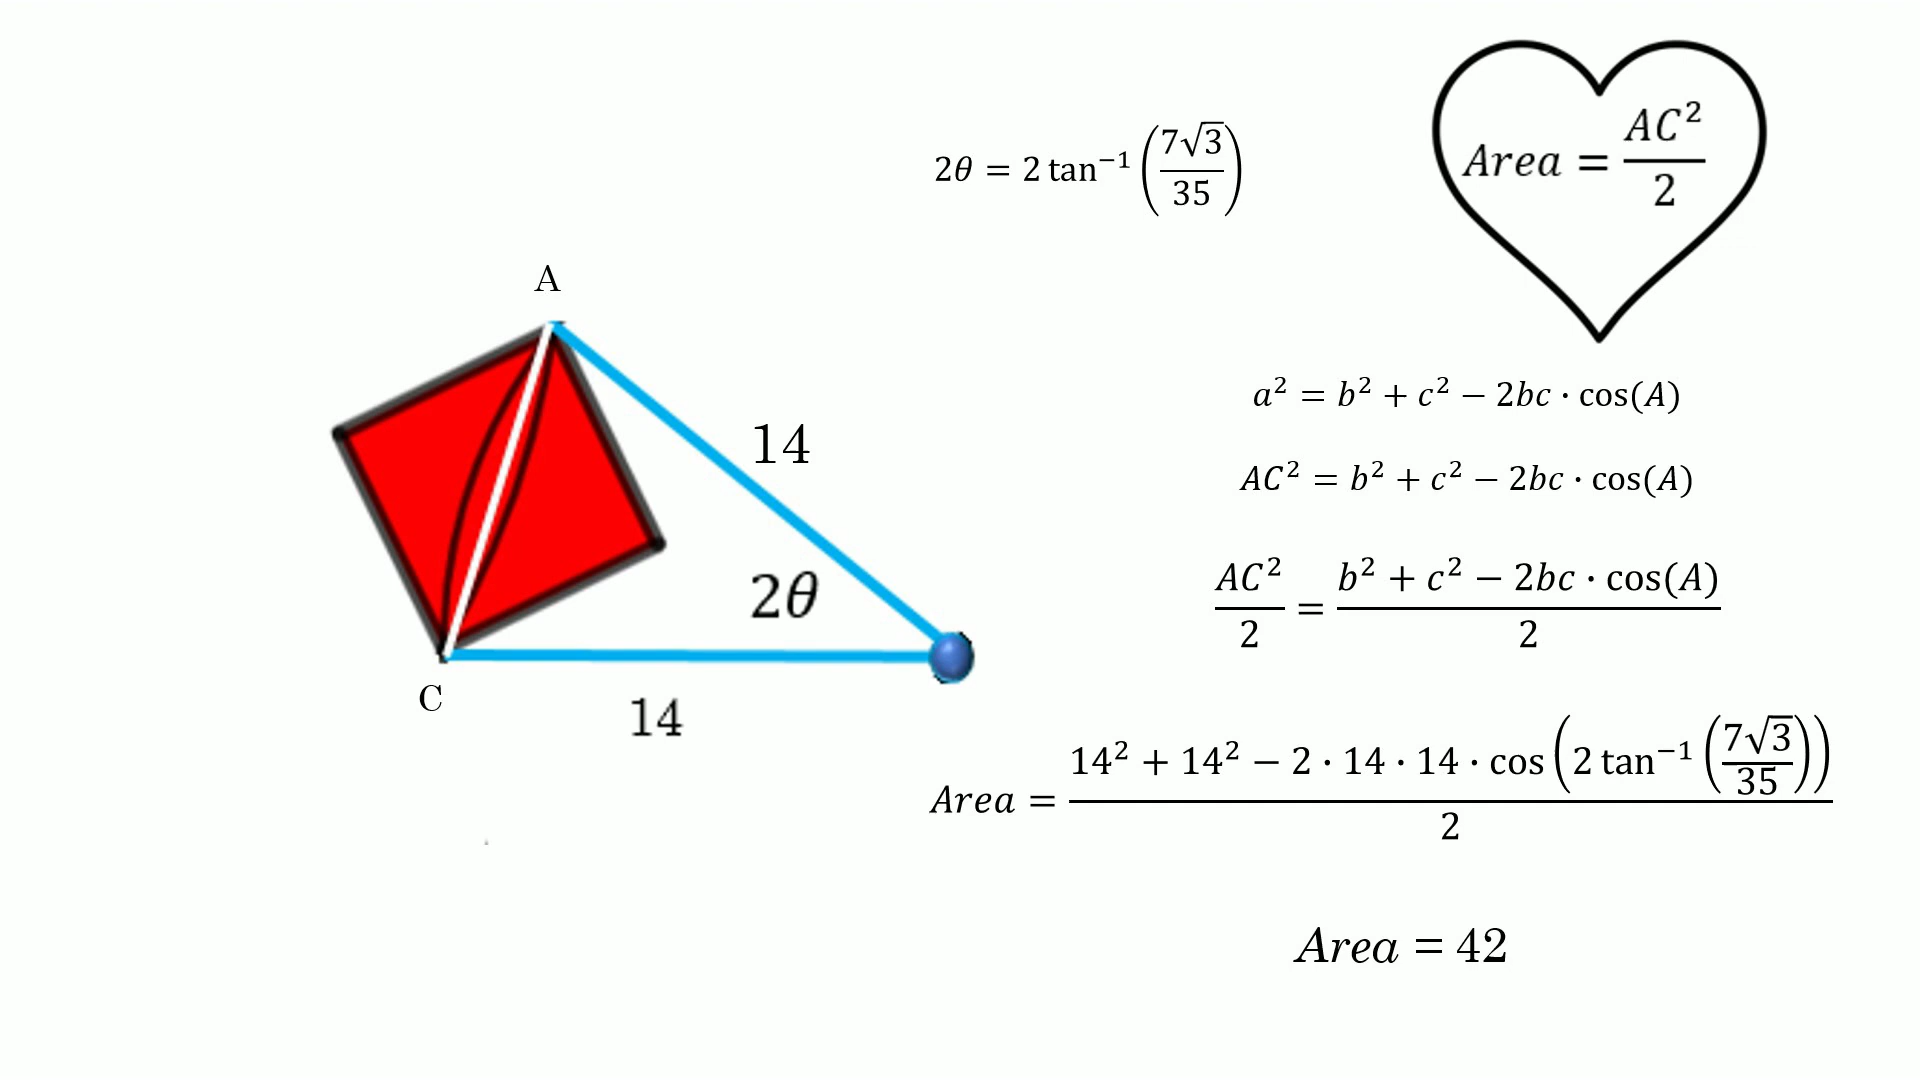 2θ = 2 tan⁻¹(7√3/35)
Area = AC²/2
A
a² = b² + c² − 2bc · cos(A)
14
AC² = b² + c² − 2bc · cos(A)
2θ
AC²/2 = (b² + c² − 2bc · cos(A))/2
C
14
Area = (14² + 14² − 2 · 14 · 14 · cos(2 tan⁻¹(7√3/35)))/2
Area = 42